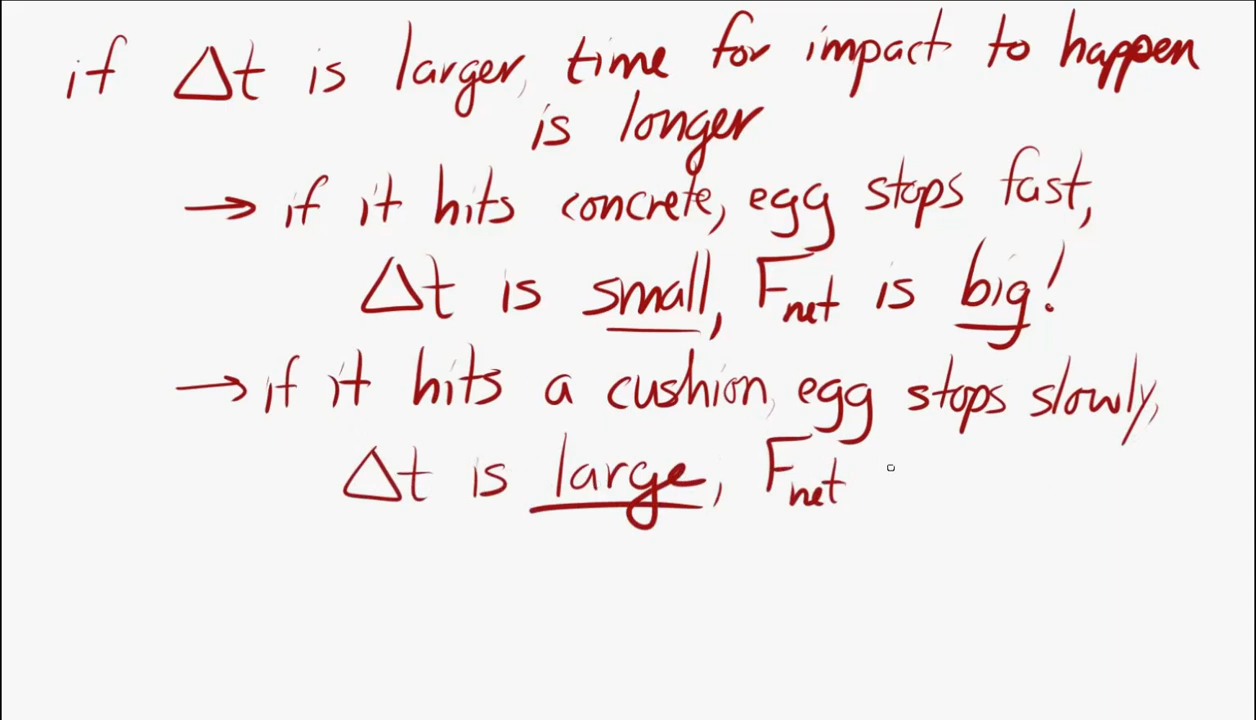 if Δt is larger, time for impact to happen
is longer
→ if it hits concrete, egg stops fast,
Δt is small, Fnet is big!
→ if it hits a cushion, egg stops slowly,
Δt is large, Fnet